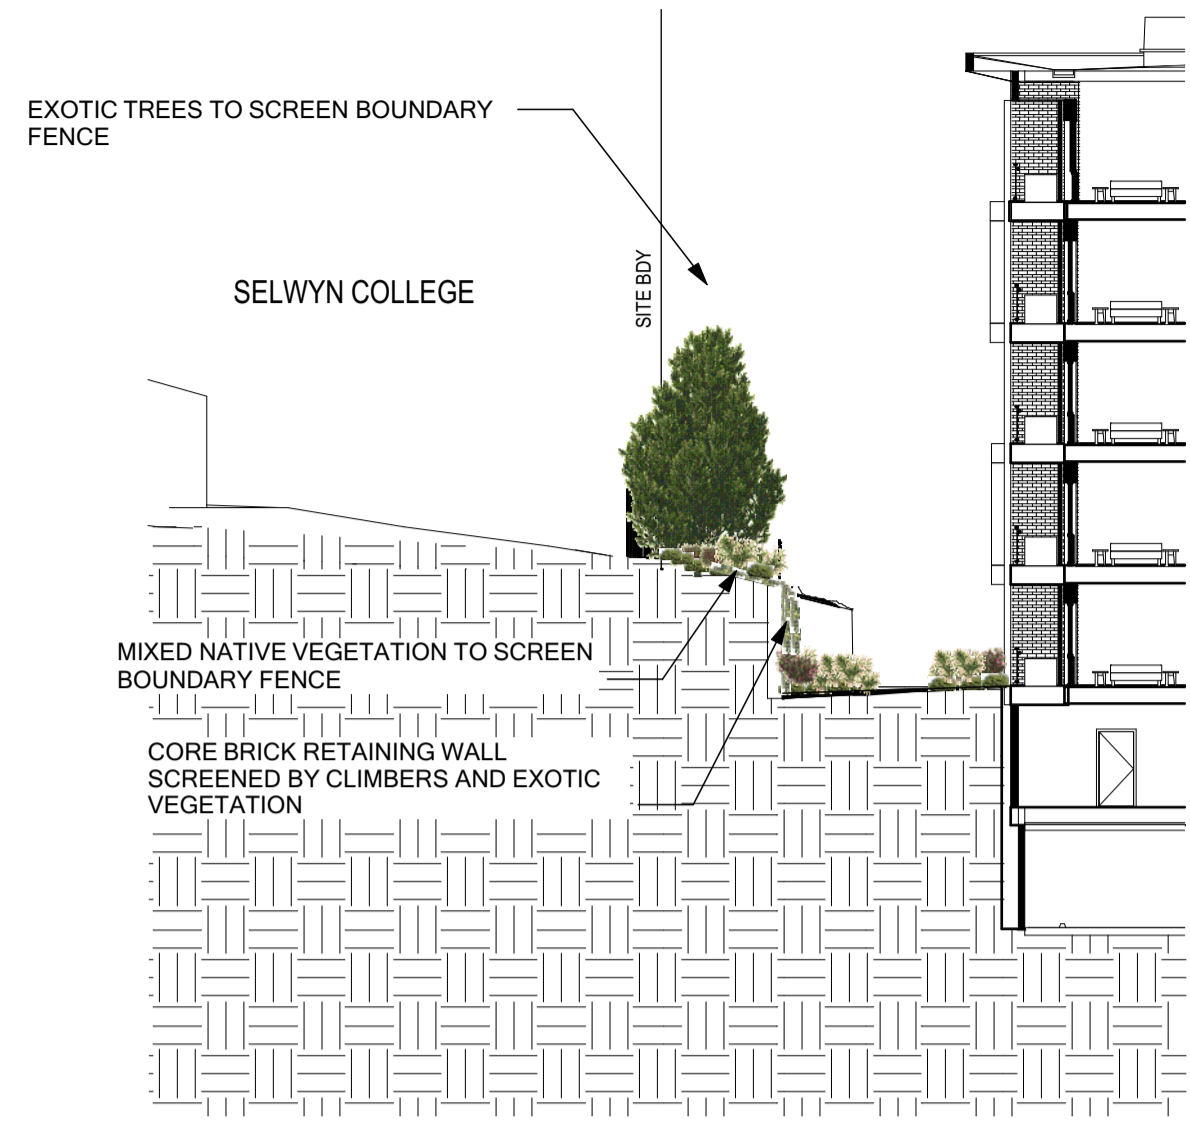 EXOTIC TREES TO SCREEN BOUNDARY
FENCE
SELWYN COLLEGE
SITE BDY
MIXED NATIVE VEGETATION TO SCREEN
BOUNDARY FENCE
CORE BRICK RETAINING WALL
SCREENED BY CLIMBERS AND EXOTIC
VEGETATION